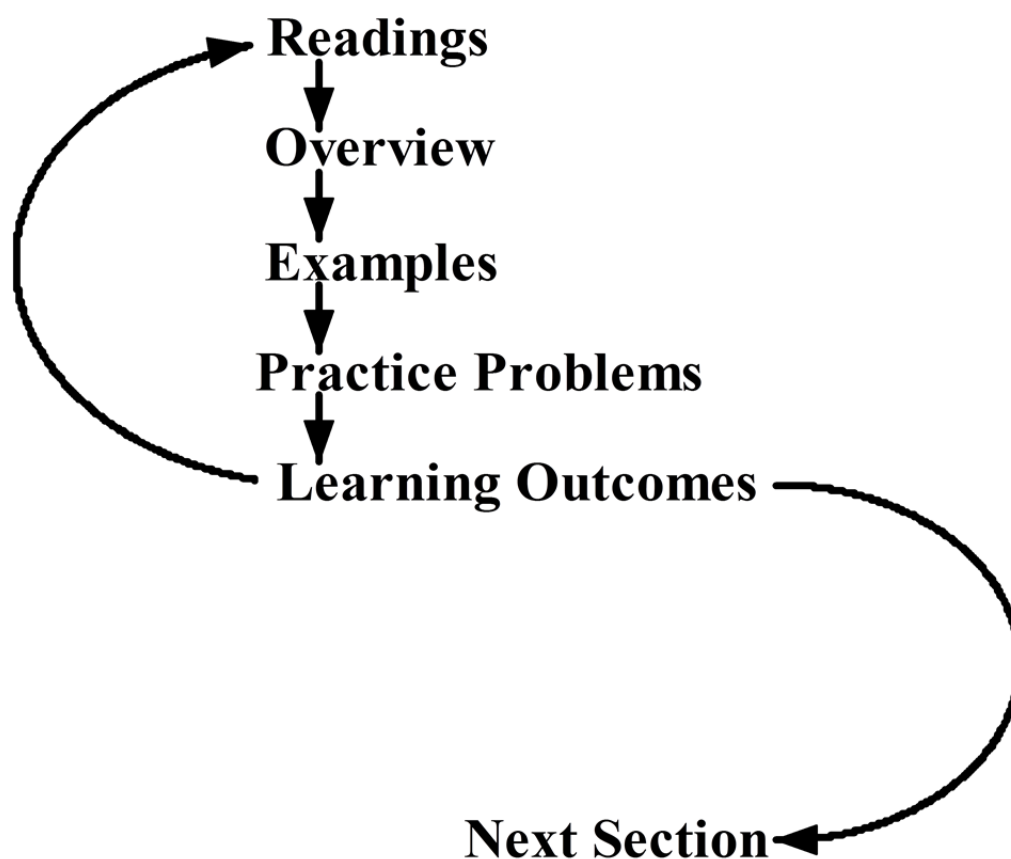 Readings
Overview
Examples
Practice Problems
Learning Outcomes
Next Section